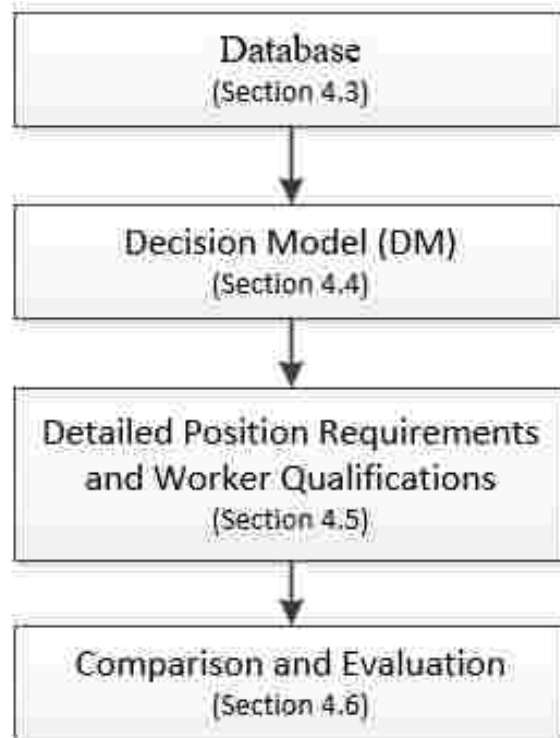 Database
(Section 4.3)
Decision Model (DM)
(Section 4.4)
Detailed Position Requirements
and Worker Qualifications
(Section 4.5)
Comparison and Evaluation
(Section 4.6)